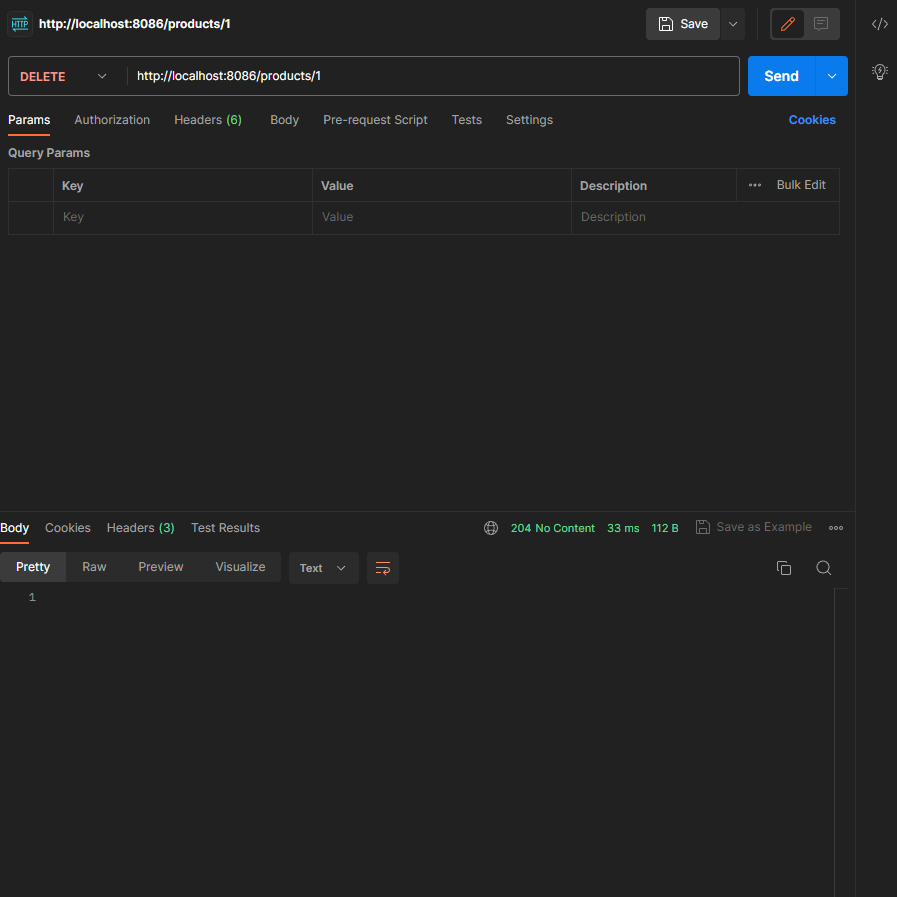 HTTP http://localhost:8086/products/1 Save
DELETE http://localhost:8086/products/1 Send
Params Authorization Headers (6) Body Pre-request Script Tests Settings Cookies
Query Params
Key Value Description Bulk Edit
Key Value Description
Body Cookies Headers (3) Test Results 204 No Content 33 ms 112 B Save as Example
Pretty Raw Preview Visualize Text
1